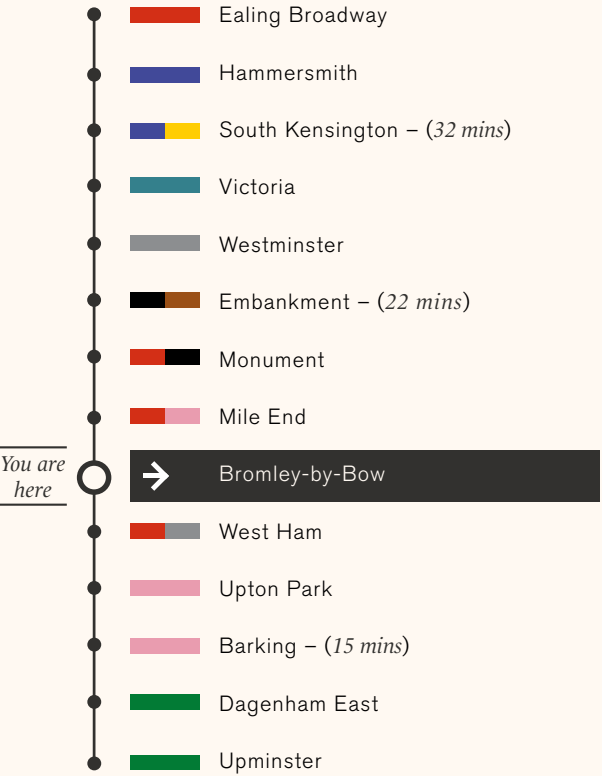 Ealing Broadway
Hammersmith
South Kensington – (32 mins)
Victoria
Westminster
Embankment – (22 mins)
Monument
Mile End
You are
here
Bromley-by-Bow
West Ham
Upton Park
Barking – (15 mins)
Dagenham East
Upminster